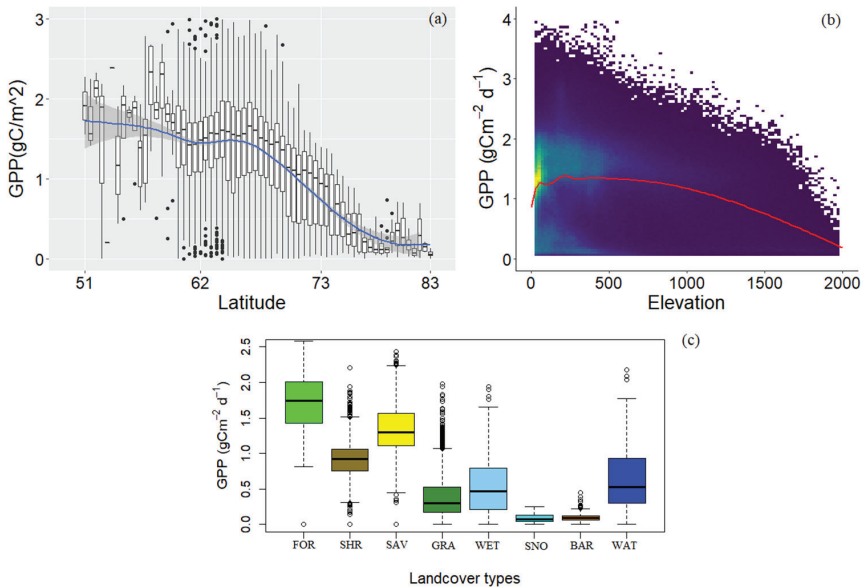 (a)
GPP(gC/m^2)
3
2
1
0
51
62
73
83
Latitude
(b)
GPP (gCm⁻² d⁻¹)
4
3
2
1
0
0
500
1000
1500
2000
Elevation
(c)
GPP (gCm⁻² d⁻¹)
2.5
2.0
1.5
1.0
0.5
0.0
FOR SHR SAV GRA WET SNO BAR WAT
Landcover types